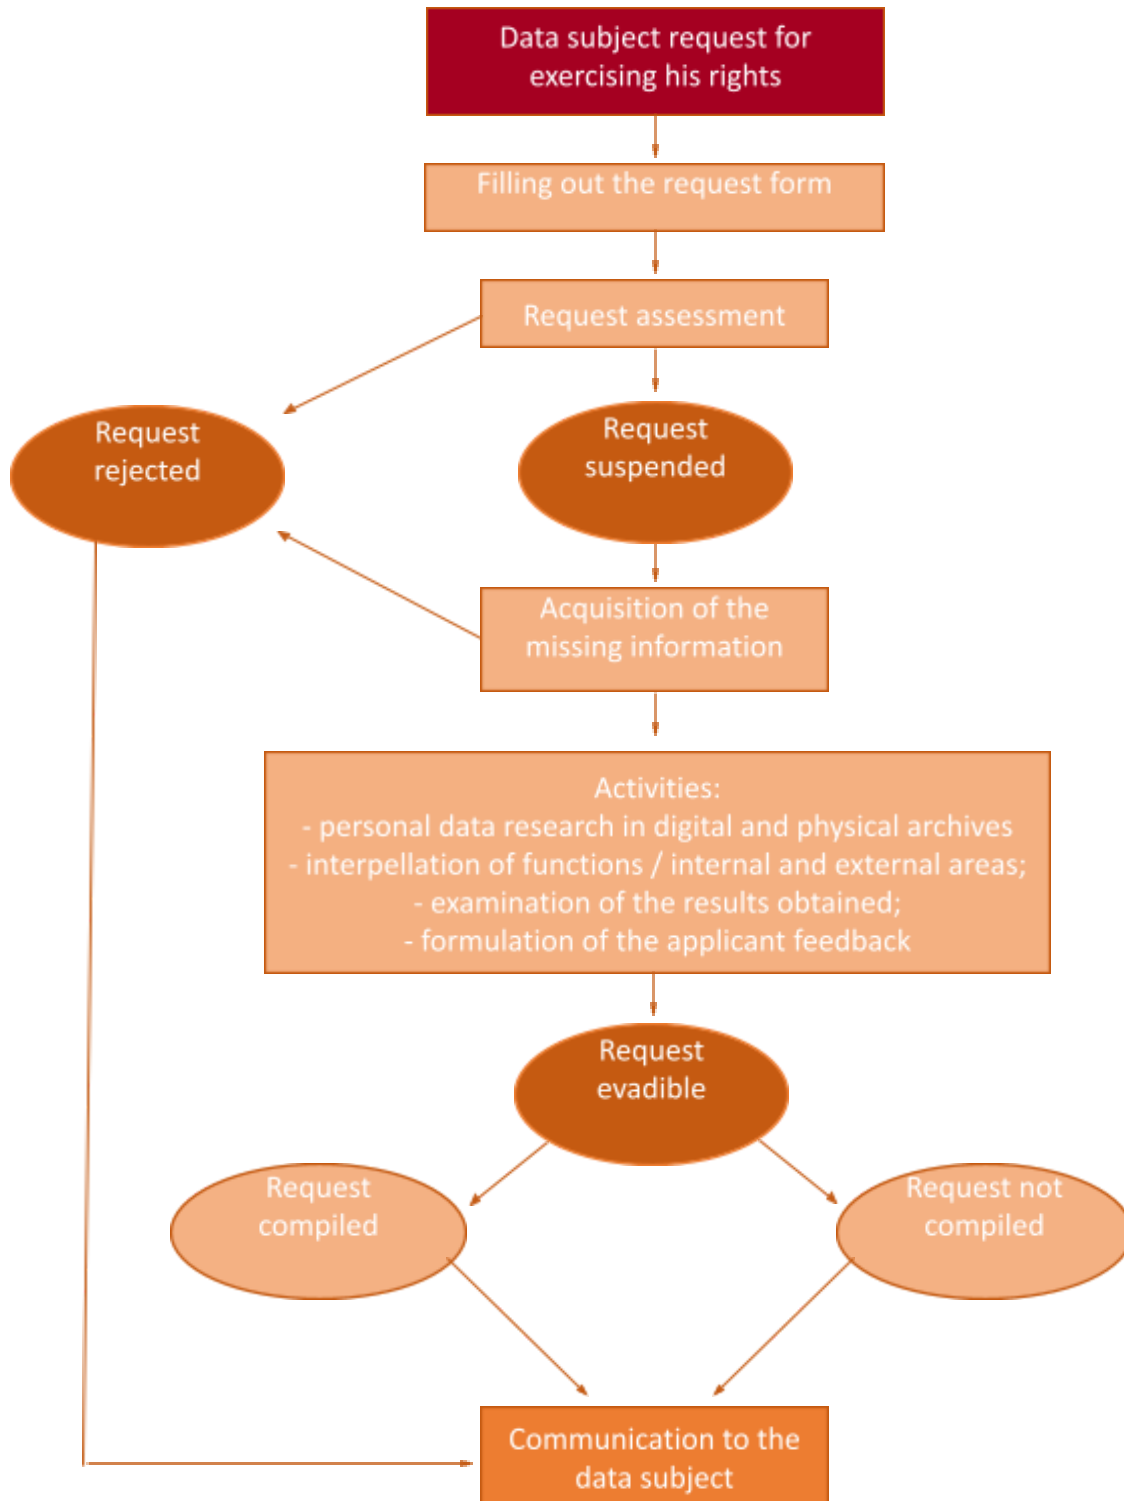 Data subject request for
exercising his rights
Filling out the request form
Request assessment
Request
rejected
Request
suspended
Acquisition of the
missing information
Activities:
- personal data research in digital and physical archives
- interpellation of functions / internal and external areas;
- examination of the results obtained;
- formulation of the applicant feedback
Request
evadible
Request
compiled
Request not
compiled
Communication to the
data subject